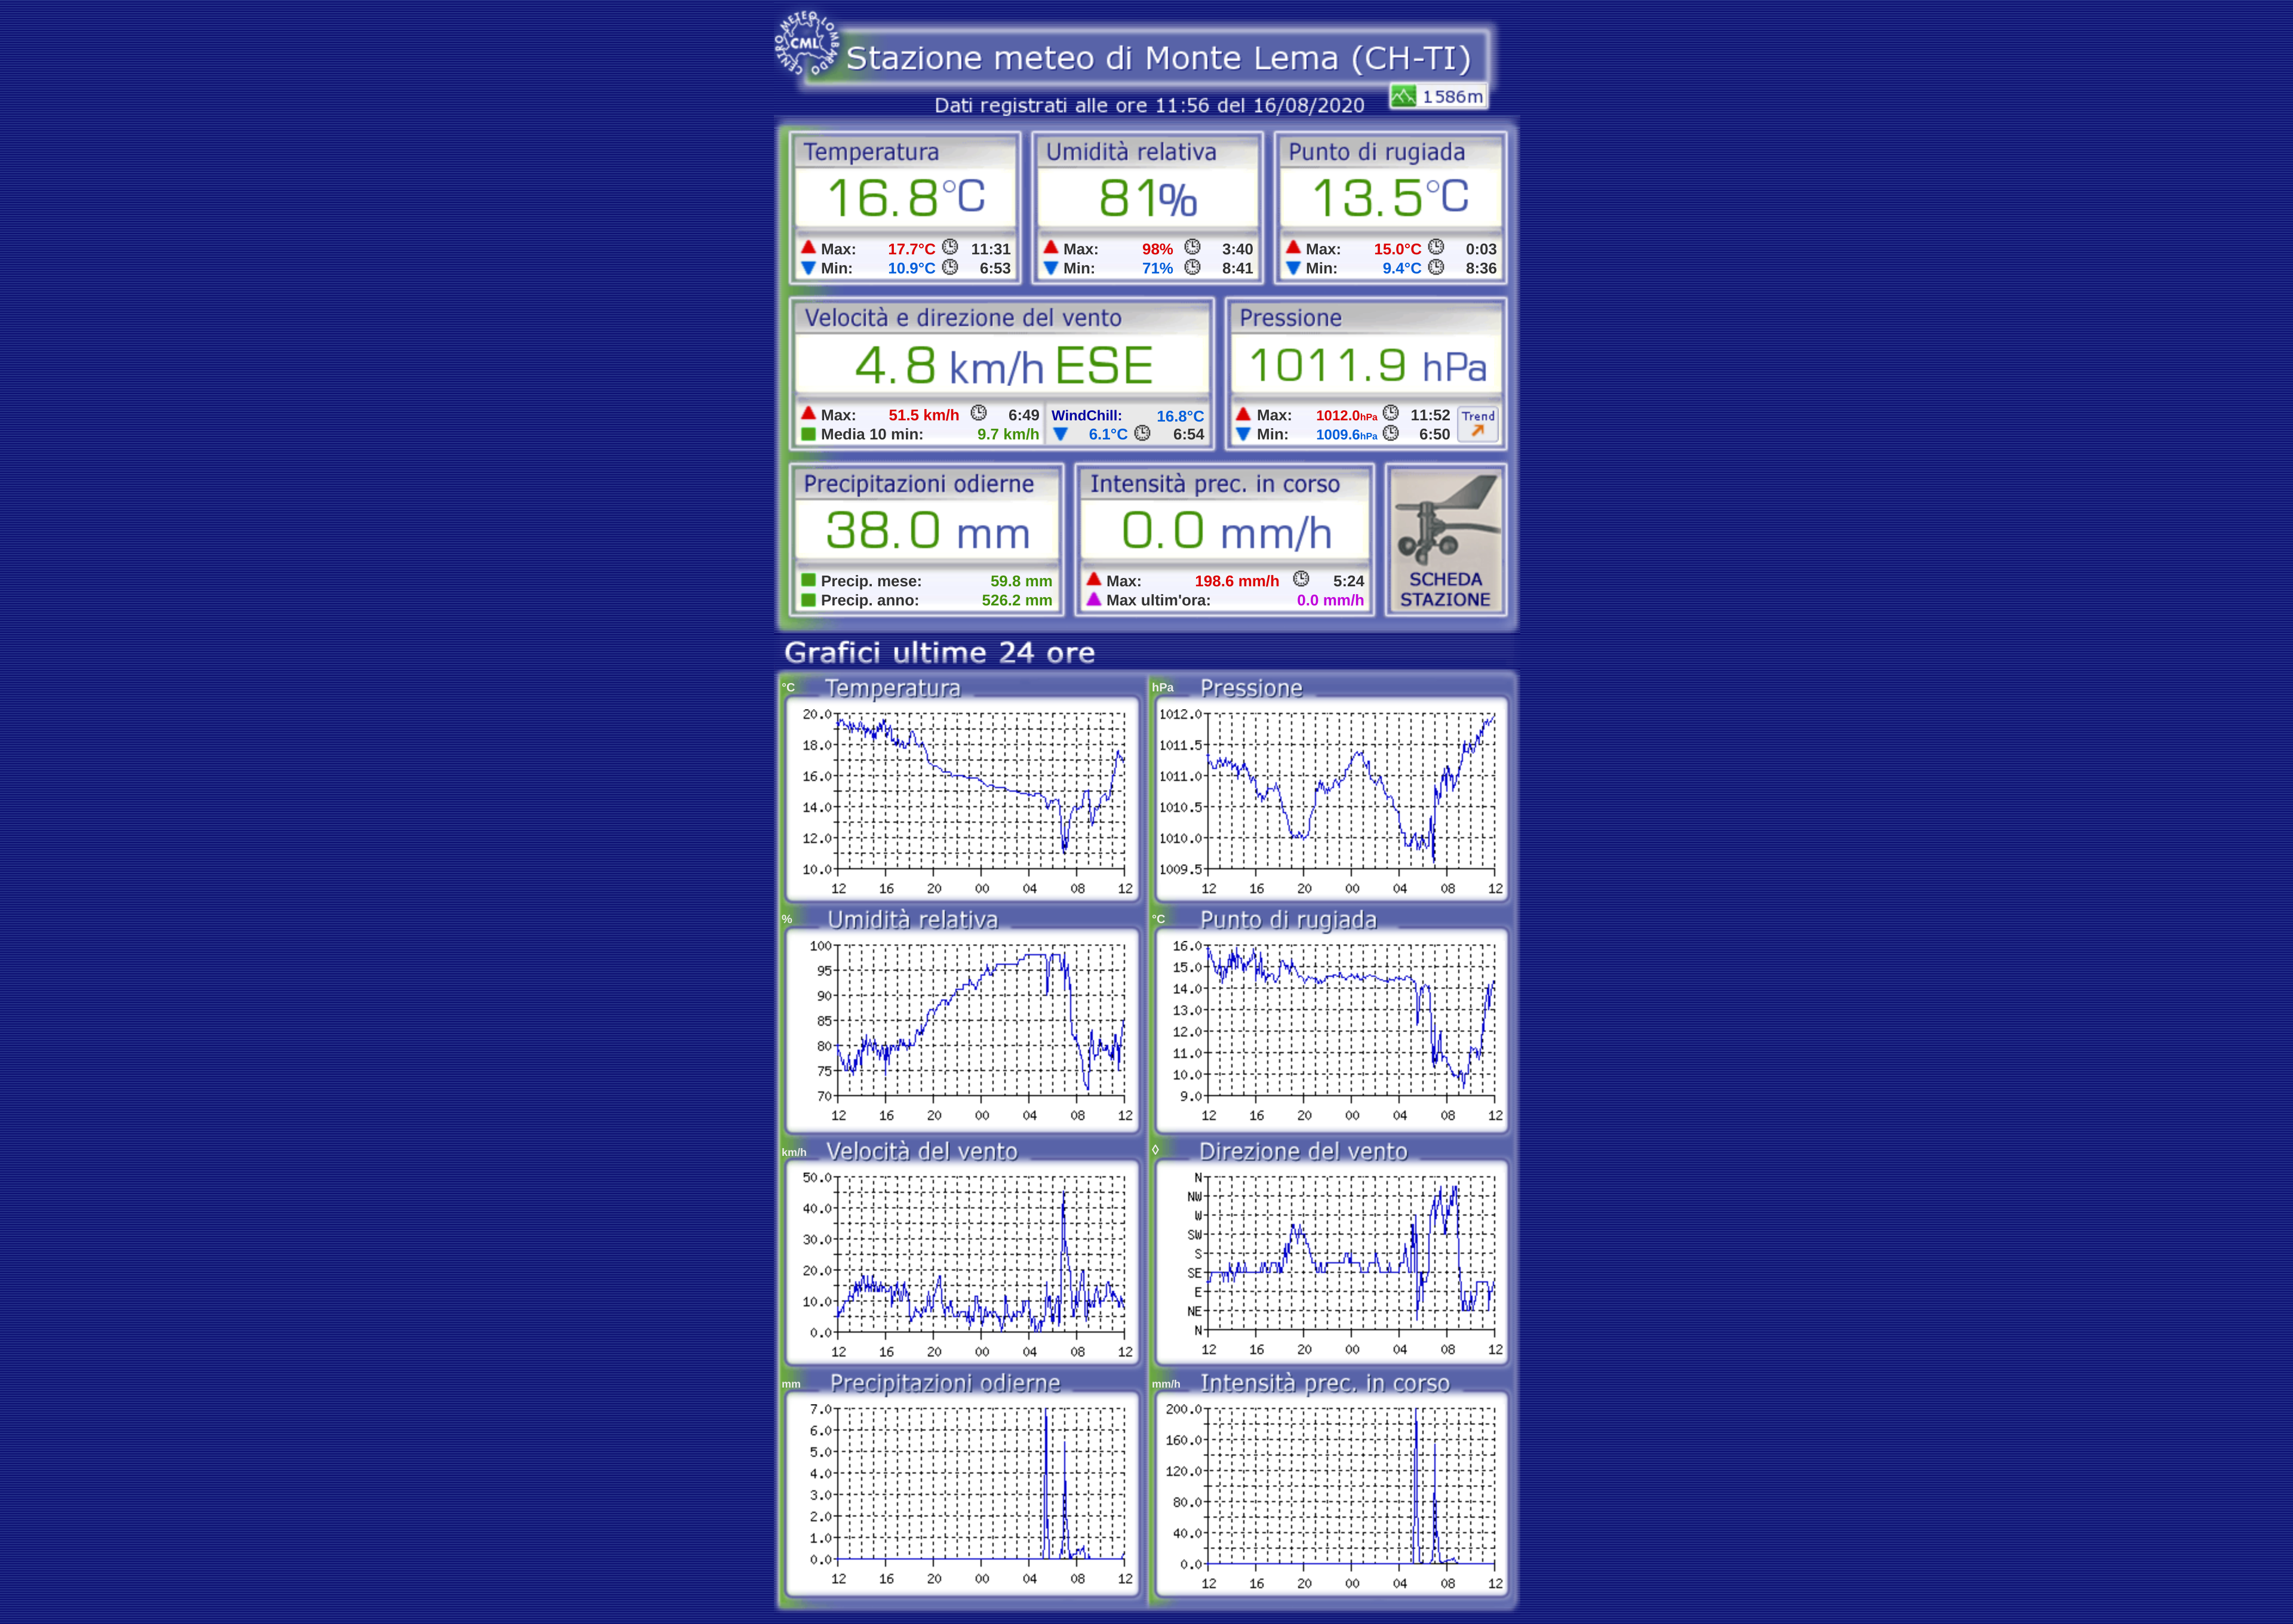 CENTRO METEO LOMBARDO
CML
Stazione meteo di Monte Lema (CH-TI)
1586m
Dati registrati alle ore 11:56 del 16/08/2020
Temperatura
16.8°C
Max: 17.7°C 11:31
Min: 10.9°C 6:53
Umidità relativa
81%
Max: 98% 3:40
Min: 71% 8:41
Punto di rugiada
13.5°C
Max: 15.0°C 0:03
Min: 9.4°C 8:36
Velocità e direzione del vento
4.8 km/h ESE
Max: 51.5 km/h 6:49
Media 10 min: 9.7 km/h
WindChill: 16.8°C
6.1°C 6:54
Pressione
1011.9 hPa
Max: 1012.0hPa 11:52
Min: 1009.6hPa 6:50
Trend
Precipitazioni odierne
38.0 mm
Precip. mese: 59.8 mm
Precip. anno: 526.2 mm
Intensità prec. in corso
0.0 mm/h
Max: 198.6 mm/h 5:24
Max ultim'ora: 0.0 mm/h
SCHEDA
STAZIONE
Grafici ultime 24 ore
°C Temperatura
20.0
18.0
16.0
14.0
12.0
10.0
12 16 20 00 04 08 12
hPa Pressione
1012.0
1011.5
1011.0
1010.5
1010.0
1009.5
12 16 20 00 04 08 12
% Umidità relativa
100
95
90
85
80
75
70
12 16 20 00 04 08 12
°C Punto di rugiada
16.0
15.0
14.0
13.0
12.0
11.0
10.0
9.0
12 16 20 00 04 08 12
km/h Velocità del vento
50.0
40.0
30.0
20.0
10.0
0.0
12 16 20 00 04 08 12
◊ Direzione del vento
N
NW
W
SW
S
SE
E
NE
N
12 16 20 00 04 08 12
mm Precipitazioni odierne
7.0
6.0
5.0
4.0
3.0
2.0
1.0
0.0
12 16 20 00 04 08 12
mm/h Intensità prec. in corso
200.0
160.0
120.0
80.0
40.0
0.0
12 16 20 00 04 08 12